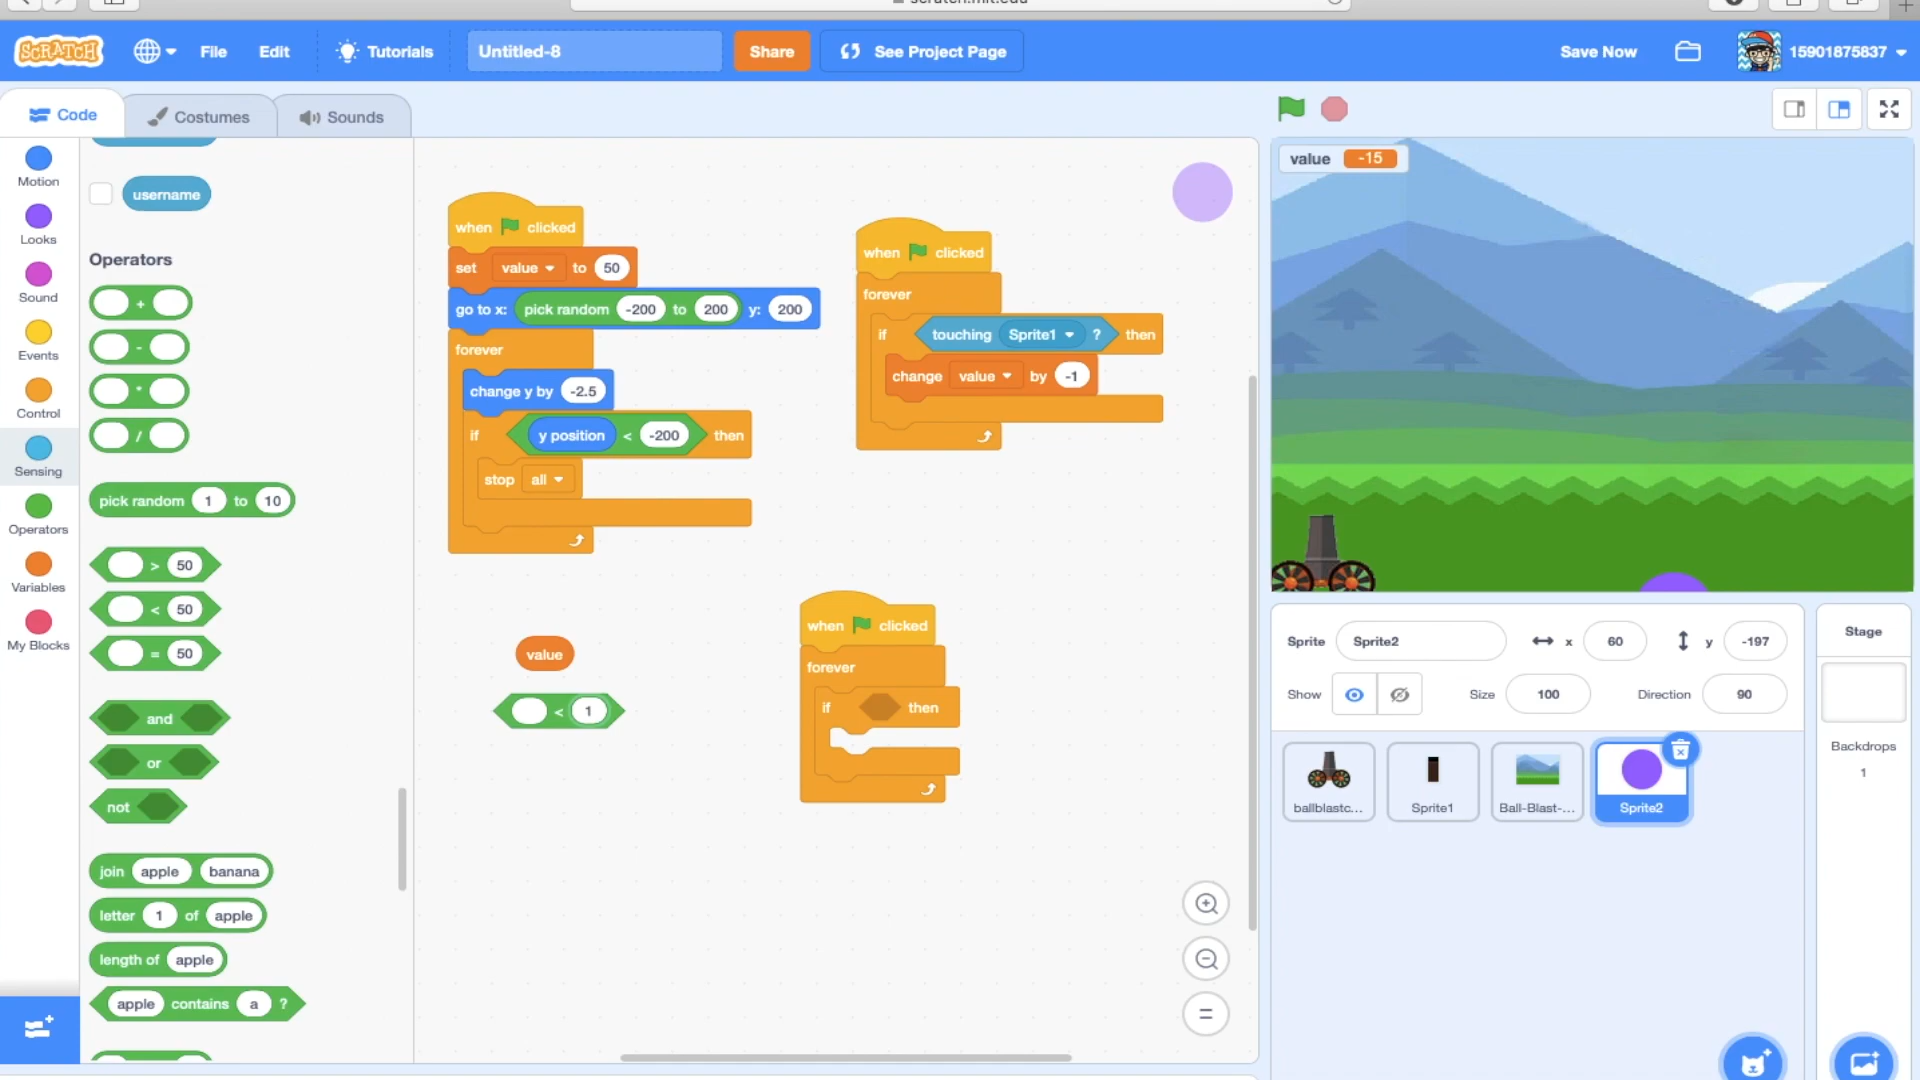 scratch.mit.edu
SCRATCH
File
Edit
Tutorials
Untitled-8
Share
See Project Page
Save Now
15901875837
Code
Costumes
Sounds
Motion
Looks
Sound
Events
Control
Sensing
Operators
Variables
My Blocks
username
Operators
+
-
*
/
pick random 1 to 10
> 50
< 50
= 50
and
or
not
join apple banana
letter 1 of apple
length of apple
apple contains a ?
when clicked
set value to 50
go to x: pick random -200 to 200 y: 200
forever
change y by -2.5
if y position < -200 then
stop all
when clicked
forever
if touching Sprite1 ? then
change value by -1
value
< 1
when clicked
forever
if then
value -15
Sprite Sprite2 x 60 y -197
Show Size 100 Direction 90
ballblastc...
Sprite1
Ball-Blast-...
Sprite2
Stage
Backdrops
1